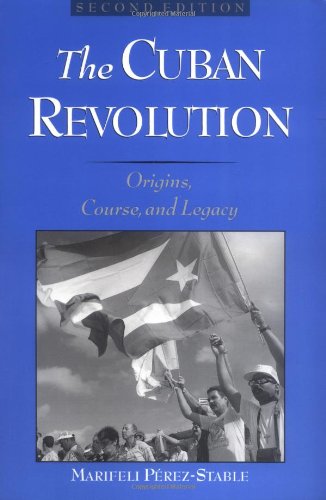 SECOND EDITION
The CUBAN
REVOLUTION
Origins,
Course, and Legacy
MARIFELI PÉREZ-STABLE